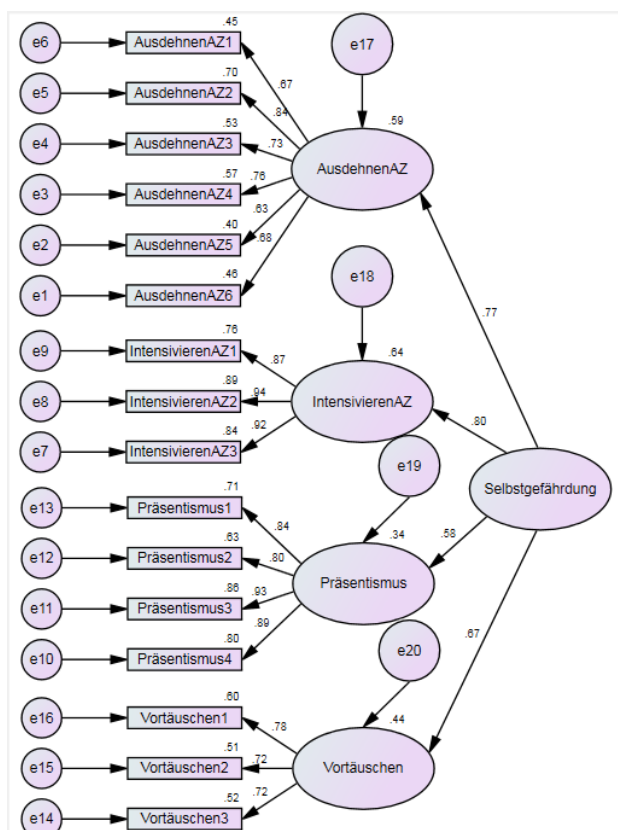 .45
e6
AusdehnenAZ1
e17
.67
.70
e5
AusdehnenAZ2
.84
.59
.53
e4
AusdehnenAZ3
.73
AusdehnenAZ
.57
.76
e3
AusdehnenAZ4
.63
.40
.68
e2
AusdehnenAZ5
.46
e18
e1
AusdehnenAZ6
.77
.76
e9
IntensivierenAZ1
.87
.64
.89
.94
e8
IntensivierenAZ2
IntensivierenAZ
.80
.84
.92
e7
IntensivierenAZ3
e19
.71
Selbstgefährdung
e13
Präsentismus1
.84
.34
.58
.63
.80
e12
Präsentismus2
Präsentismus
.86
.93
e11
Präsentismus3
.89
.80
.67
e20
e10
Präsentismus4
.60
e16
Vortäuschen1
.78
.44
.51
.72
e15
Vortäuschen2
Vortäuschen
.52
.72
e14
Vortäuschen3